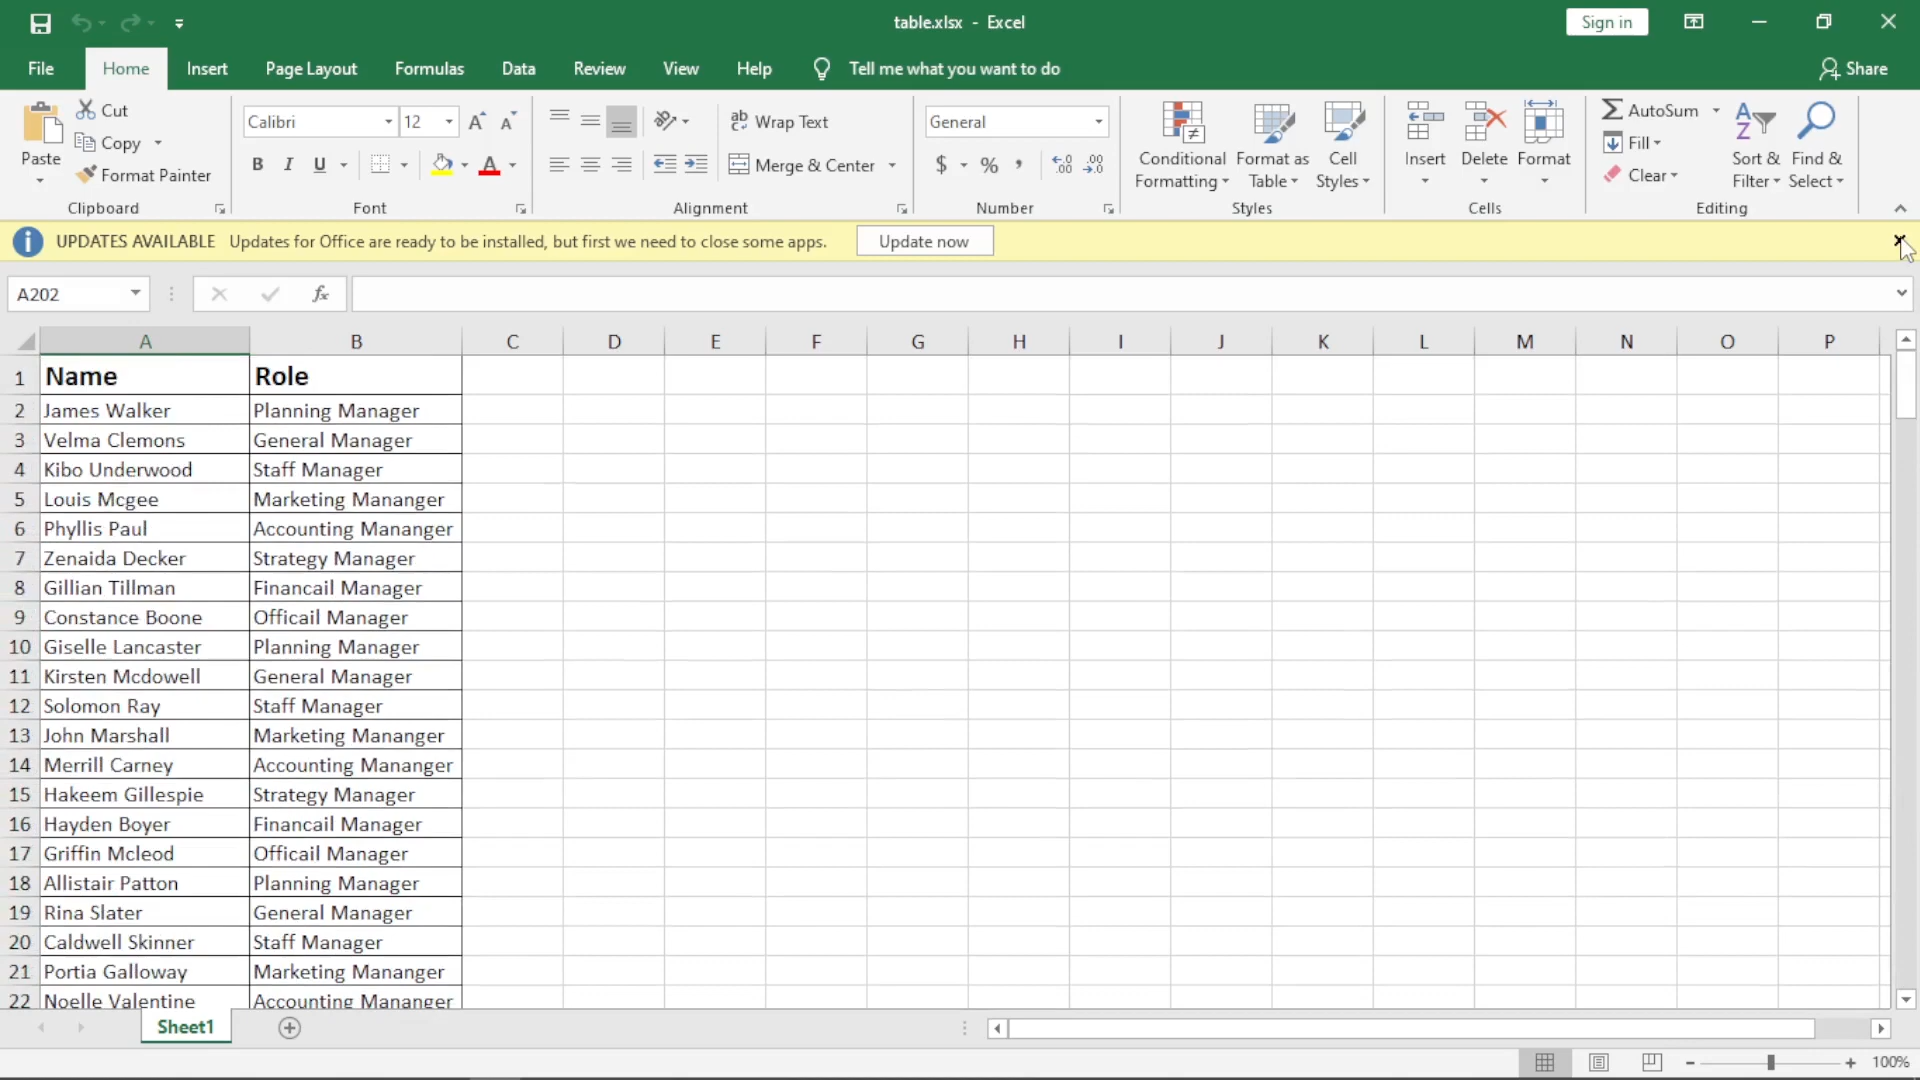 table.xlsx - Excel
Sign in
File Home Insert Page Layout Formulas Data Review View Help Tell me what you want to do Share
Paste
Cut
Copy
Format Painter
Clipboard
Calibri 12
A A
B I U A
Font
ab Wrap Text
Merge & Center
Alignment
General
$ % , .00 .00
Number
Conditional Formatting
Format as Table
Cell Styles
Styles
Insert Delete Format
Cells
AutoSum
Fill
Clear
Sort & Filter
Find & Select
Editing
UPDATES AVAILABLE Updates for Office are ready to be installed, but first we need to close some apps. Update now
A202 fx
A B C D E F G H I J K L M N O P
1 Name Role
2 James Walker Planning Manager
3 Velma Clemons General Manager
4 Kibo Underwood Staff Manager
5 Louis Mcgee Marketing Mananger
6 Phyllis Paul Accounting Mananger
7 Zenaida Decker Strategy Manager
8 Gillian Tillman Financail Manager
9 Constance Boone Officail Manager
10 Giselle Lancaster Planning Manager
11 Kirsten Mcdowell General Manager
12 Solomon Ray Staff Manager
13 John Marshall Marketing Mananger
14 Merrill Carney Accounting Mananger
15 Hakeem Gillespie Strategy Manager
16 Hayden Boyer Financail Manager
17 Griffin Mcleod Officail Manager
18 Allistair Patton Planning Manager
19 Rina Slater General Manager
20 Caldwell Skinner Staff Manager
21 Portia Galloway Marketing Mananger
22 Noelle Valentine Accounting Mananger
Sheet1
100%